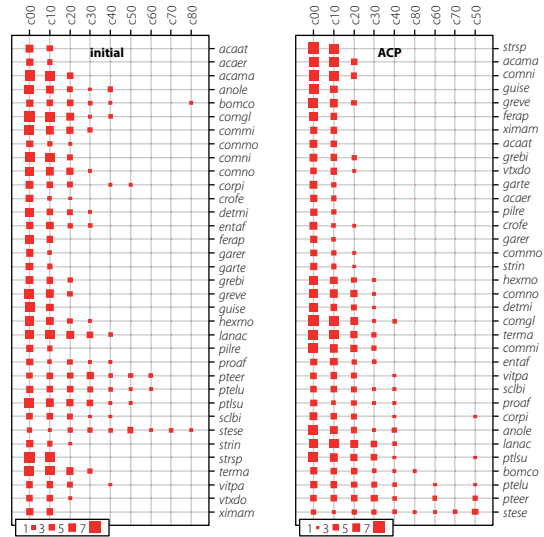 c00 c10 c20 c30 c40 c50 c60 c70 c80
initial
acaat
acaer
acama
anole
bomco
comgl
commi
commo
comni
comno
corpi
crofe
detmi
entaf
ferap
garer
garte
grebi
greve
guise
hexmo
lanac
pilre
proaf
pteer
ptelu
ptlsu
sclbi
stese
strin
strsp
terma
vitpa
vtxdo
ximam
1 3 5 7
c00 c10 c20 c30 c40 c80 c60 c70 c50
ACP
strsp
acama
comni
guise
greve
ferap
ximam
acaat
grebi
vtxdo
garte
acaer
pilre
crofe
garer
commo
strin
hexmo
comno
detmi
comgl
terma
commi
entaf
vitpa
sclbi
proaf
corpi
anole
lanac
ptlsu
bomco
ptelu
pteer
stese
1 3 5 7